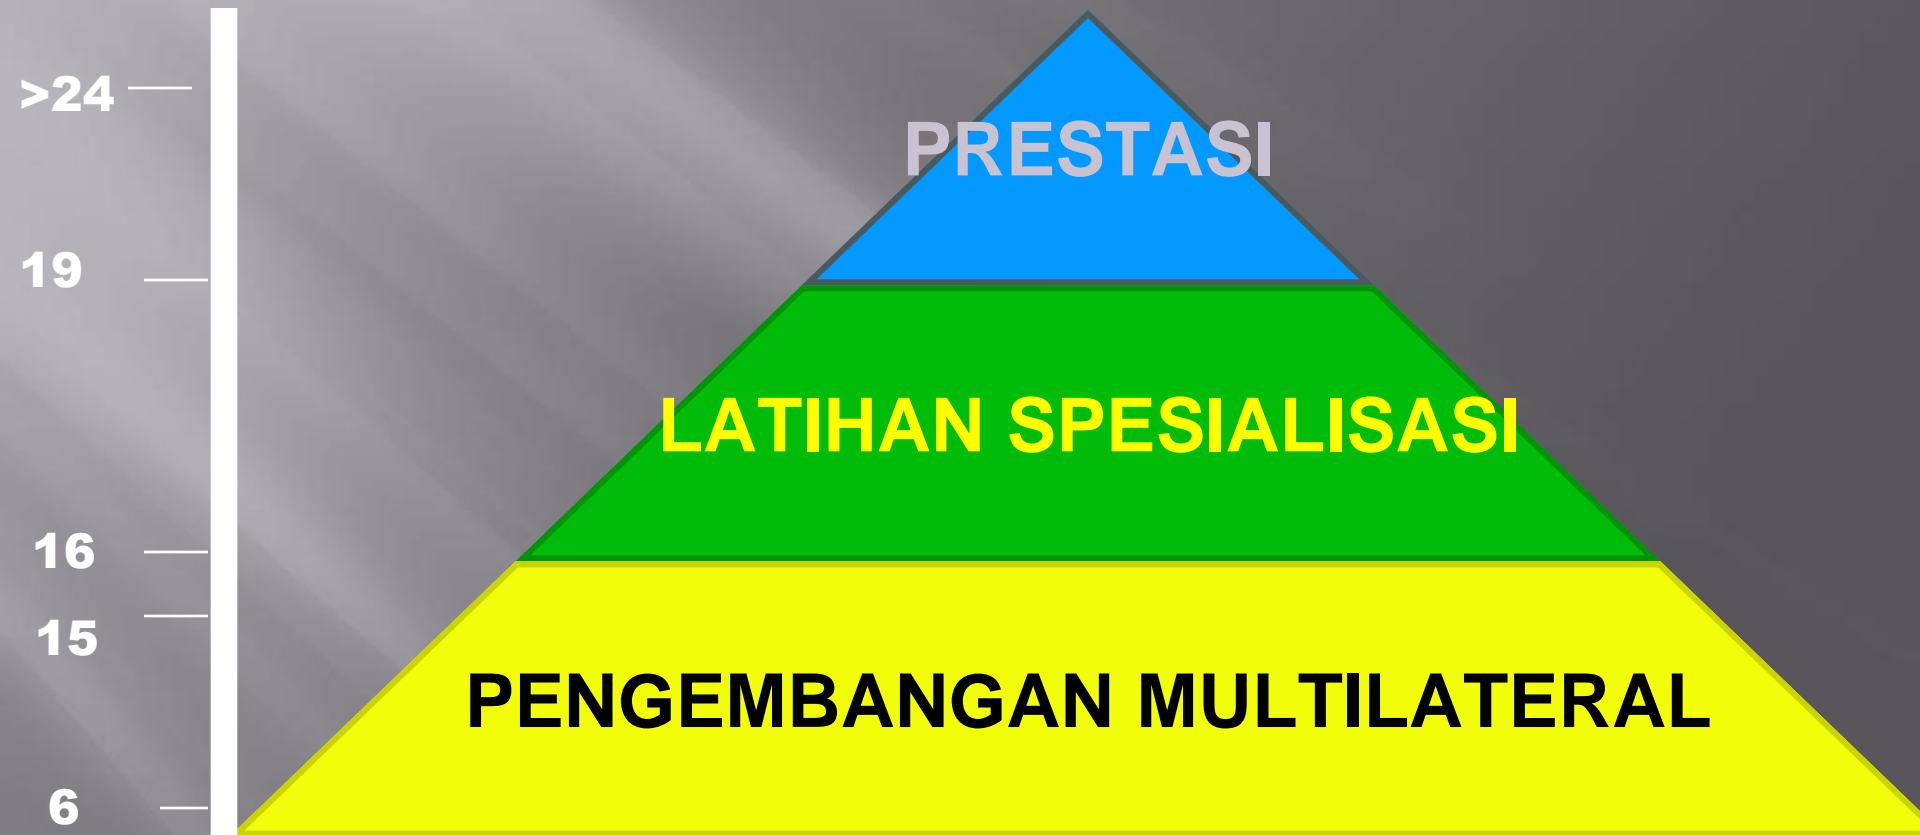 >24
PRESTASI
19
LATIHAN SPESIALISASI
16
15
PENGEMBANGAN MULTILATERAL
6